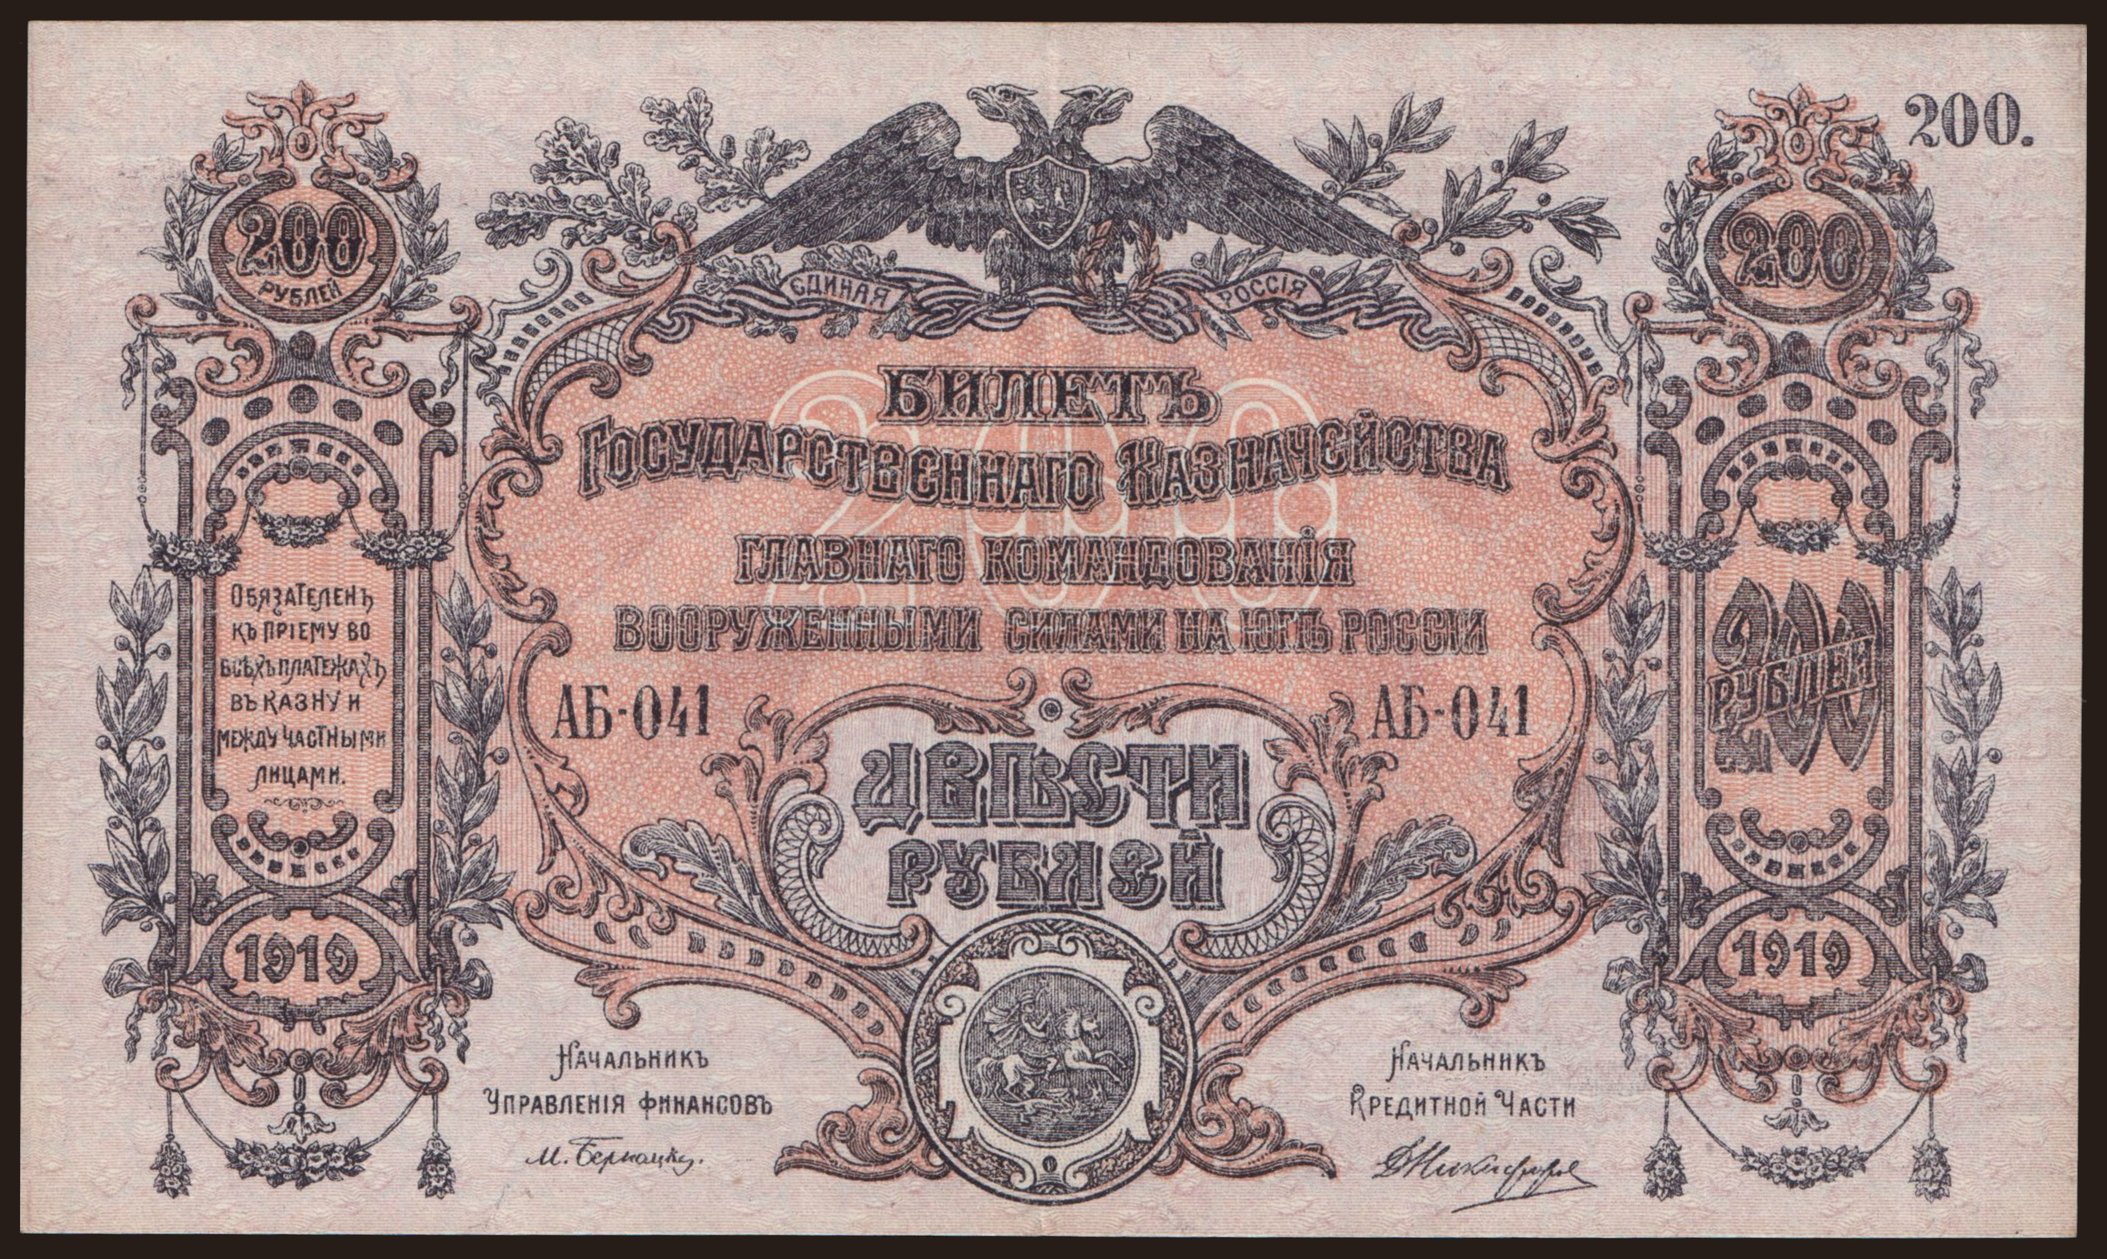 200.
200
РУБЛЕЙ
200
ЕДИНАЯ РОССІЯ
200
БИЛЕТЪ
ГОСУДАРСТВЕННАГО КАЗНАЧЕЙСТВА
ГЛАВНАГО КОМАНДОВАНІЯ
ВООРУЖЕННЫМИ СИЛАМИ НА ЮГѢ РОССІИ
АБ-041 АБ-041
ДВѢСТИ
РУБЛЕЙ
ОБЯЗАТЕЛЕНЪ
КЪ ПРІЕМУ ВО
ВСѢХЪ ПЛАТЕЖАХЪ
ВЪ КАЗНУ И
МЕЖДУ ЧАСТНЫМИ
ЛИЦАМИ.
200
РУБЛЕЙ
1919
1919
НАЧАЛЬНИКЪ
УПРАВЛЕНІЯ ФИНАНСОВЪ
М. Бернацкій.
НАЧАЛЬНИКЪ
КРЕДИТНОЙ ЧАСТИ